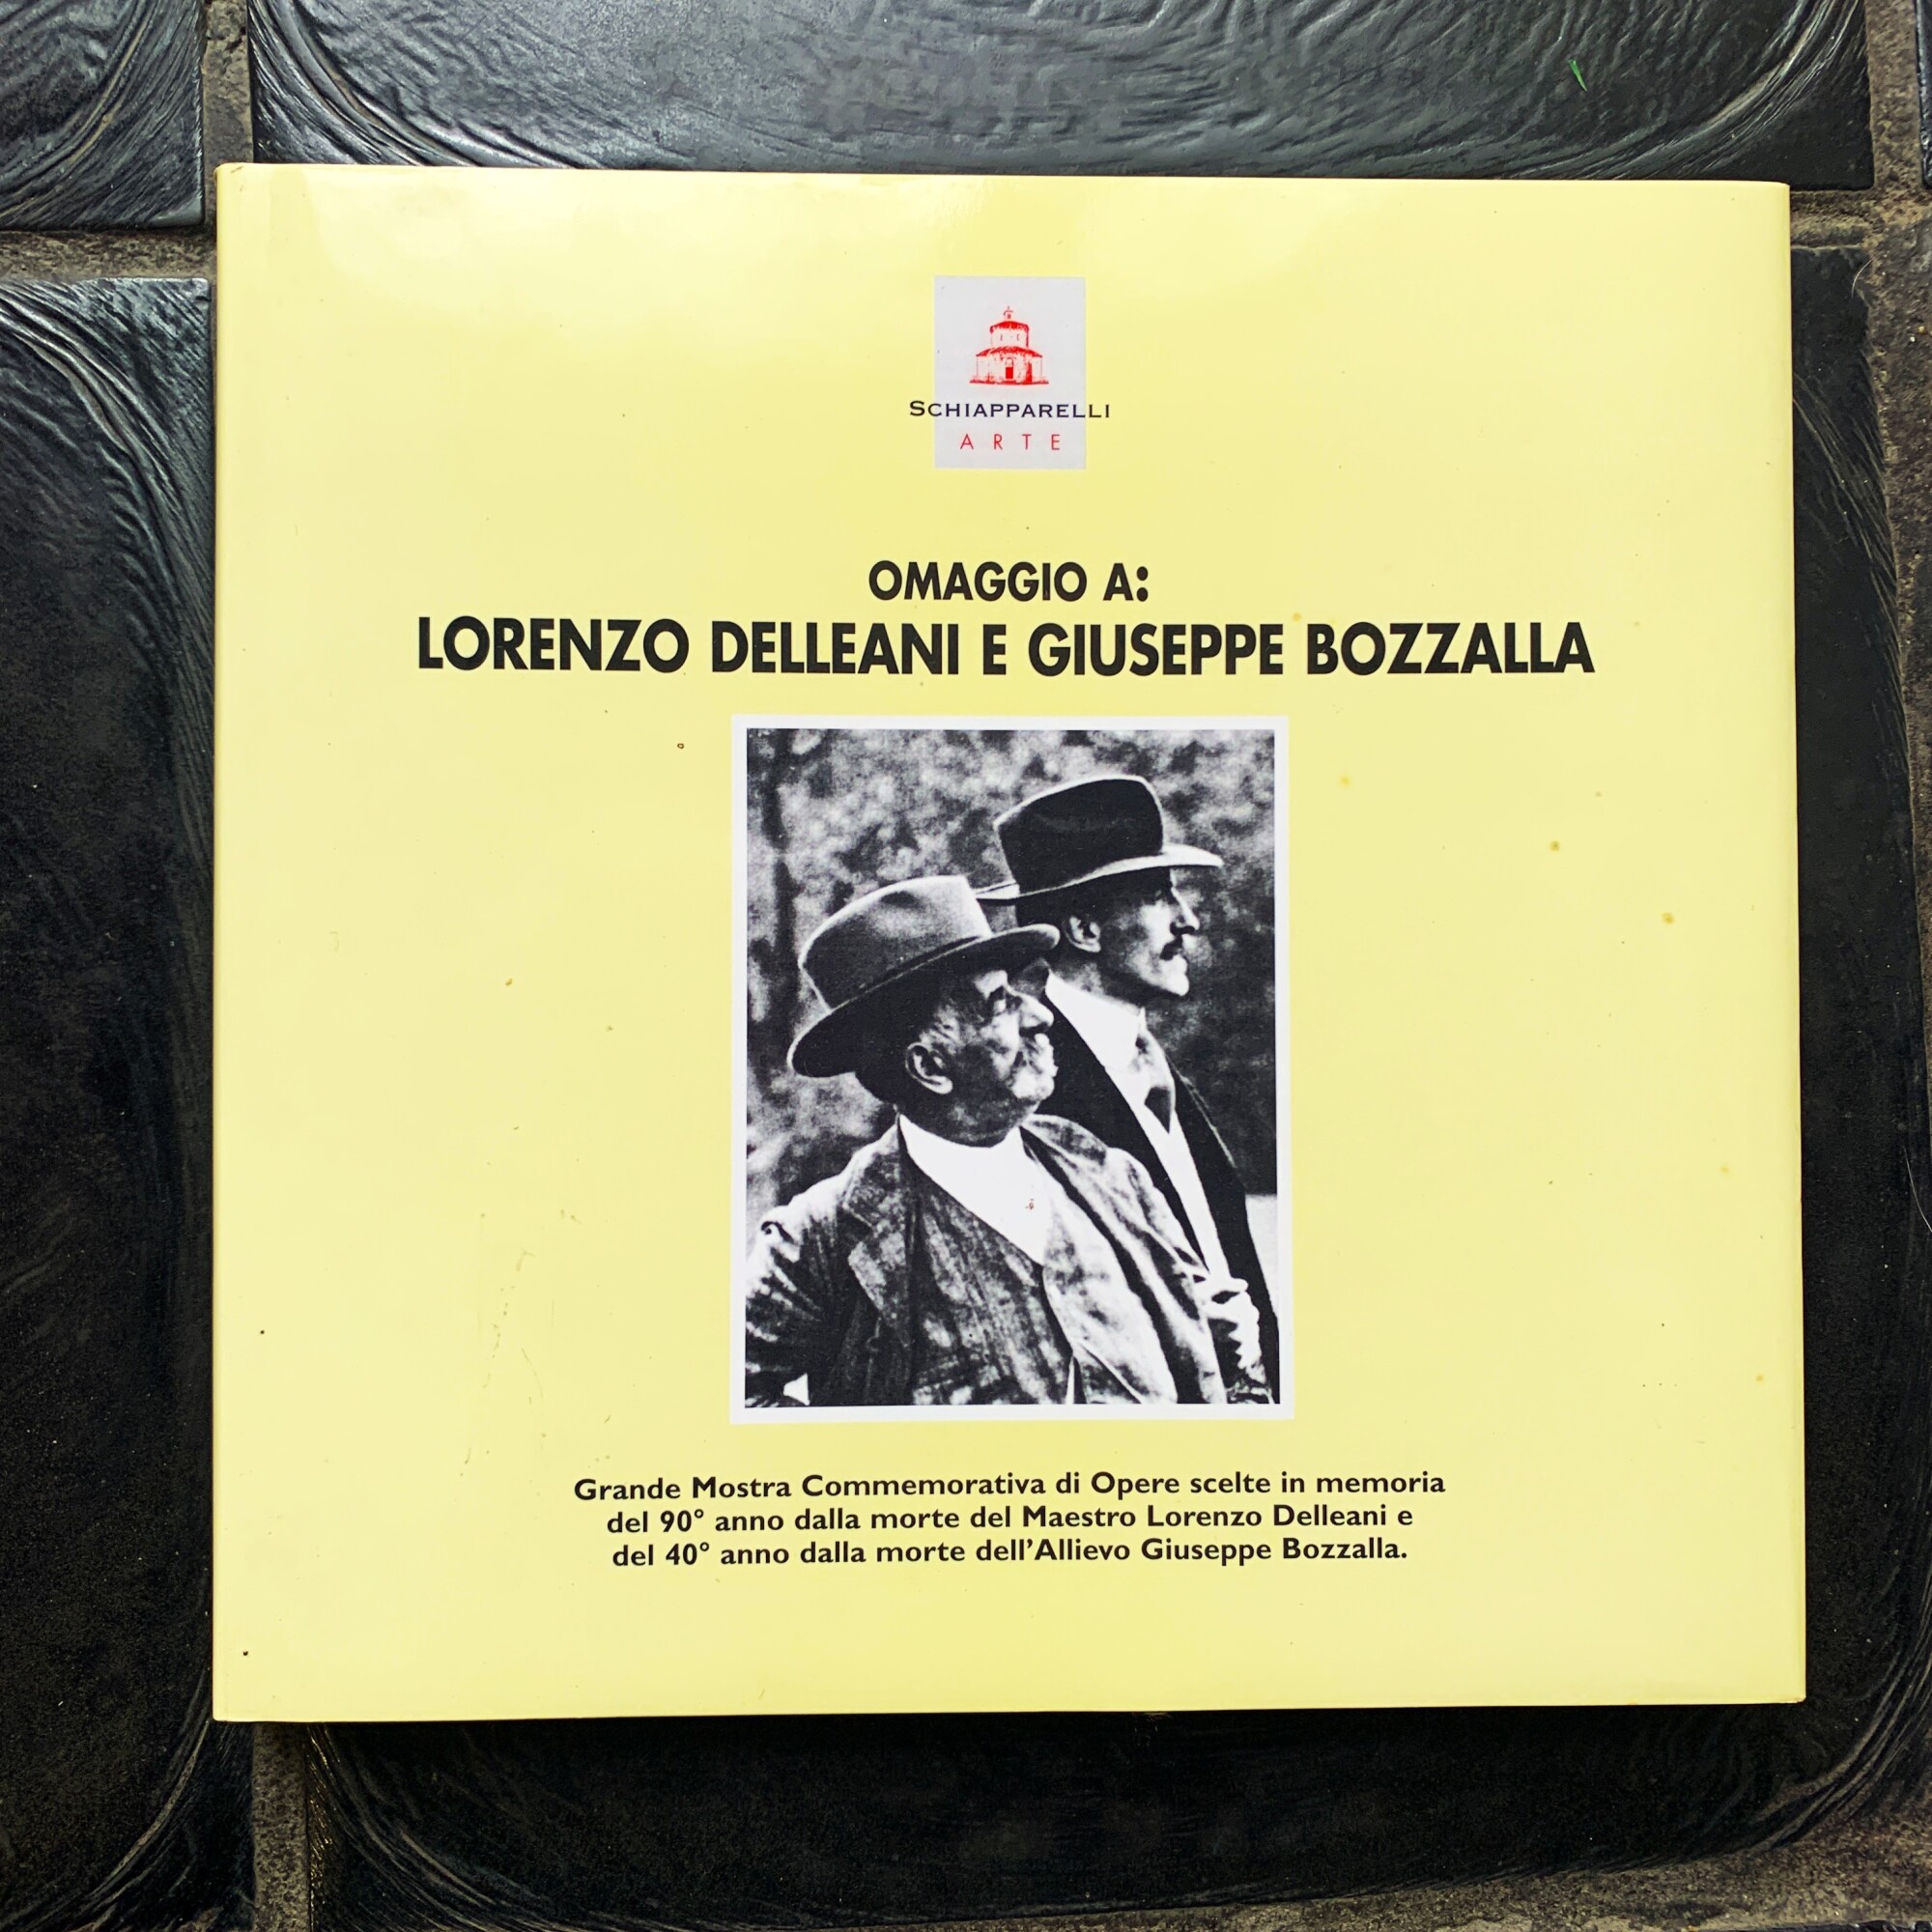 SCHIAPPARELLI
ARTE
OMAGGIO A:
LORENZO DELLEANI E GIUSEPPE BOZZALLA
Grande Mostra Commemorativa di Opere scelte in memoria
del 90° anno dalla morte del Maestro Lorenzo Delleani e
del 40° anno dalla morte dell'Allievo Giuseppe Bozzalla.